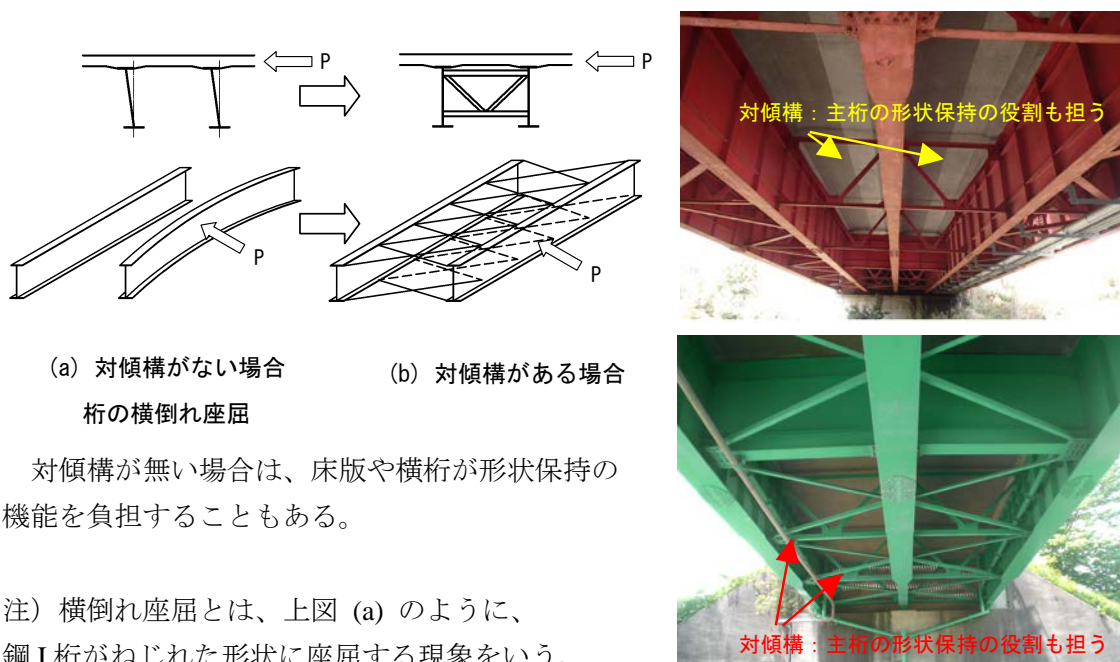 P
P
P
P
(a) 対傾構がない場合
桁の横倒れ座屈
(b) 対傾構がある場合
対傾構が無い場合は、床版や横桁が形状保持の
機能を負担することもある。
注）横倒れ座屈とは、上図 (a) のように、
鋼 I 桁がねじれた形状に座屈する現象をいう。
対傾構：主桁の形状保持の役割も担う
対傾構：主桁の形状保持の役割も担う